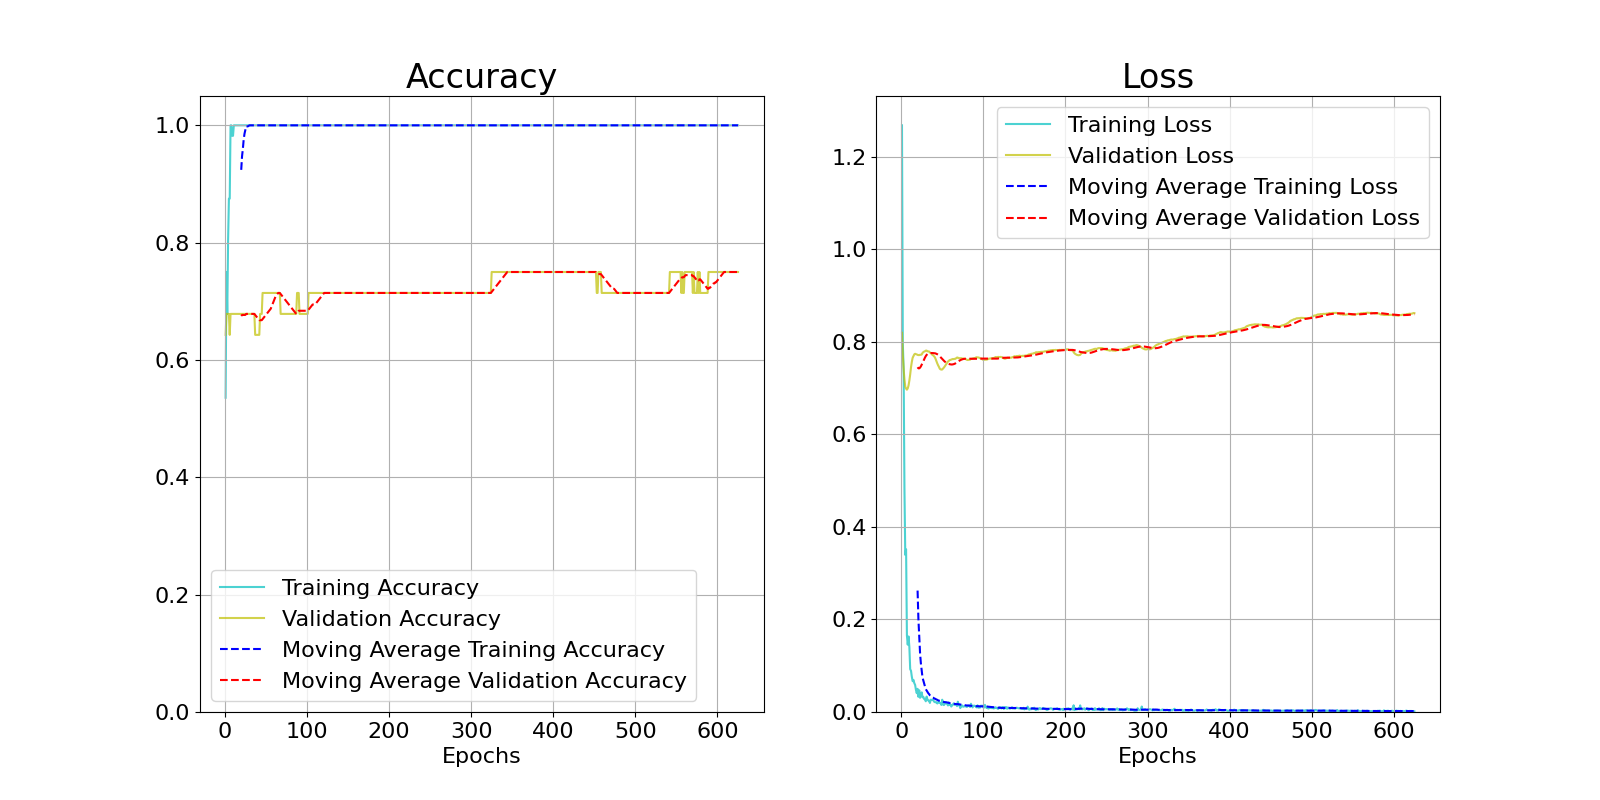 Accuracy
1.0
0.8
0.6
0.4
0.2
0.0
Training Accuracy
Validation Accuracy
Moving Average Training Accuracy
Moving Average Validation Accuracy
0 100 200 300 400 500 600
Epochs
Loss
1.2
1.0
0.8
0.6
0.4
0.2
0.0
Training Loss
Validation Loss
Moving Average Training Loss
Moving Average Validation Loss
0 100 200 300 400 500 600
Epochs